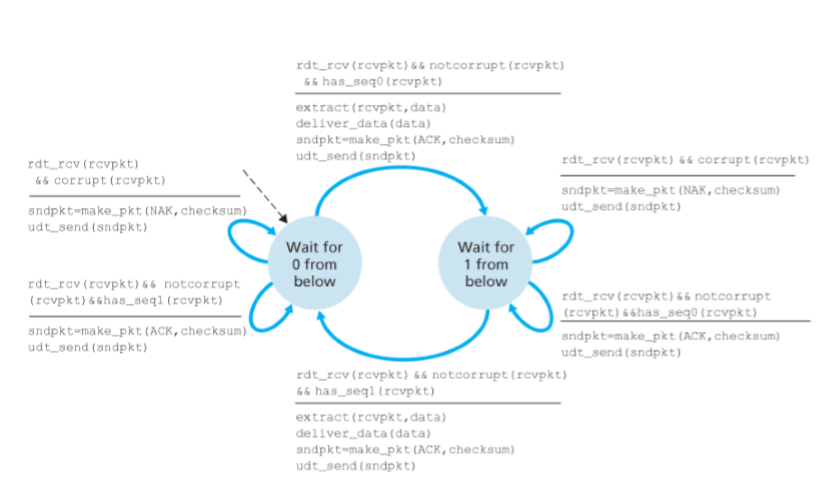 rdt_rcv(rcvpkt)&& notcorrupt(rcvpkt)
&& has_seq0(rcvpkt)
extract(rcvpkt,data)
deliver_data(data)
sndpkt=make_pkt(ACK,checksum)
udt_send(sndpkt)
rdt_rcv(rcvpkt)
&& corrupt(rcvpkt)
sndpkt=make_pkt(NAK,checksum)
udt_send(sndpkt)
rdt_rcv(rcvpkt) && corrupt(rcvpkt)
sndpkt=make_pkt(NAK,checksum)
udt_send(sndpkt)
Wait for
0 from
below
Wait for
1 from
below
rdt_rcv(rcvpkt)&& notcorrupt
(rcvpkt)&&has_seq1(rcvpkt)
sndpkt=make_pkt(ACK,checksum)
udt_send(sndpkt)
rdt_rcv(rcvpkt)&& notcorrupt
(rcvpkt)&&has_seq0(rcvpkt)
sndpkt=make_pkt(ACK,checksum)
udt_send(sndpkt)
rdt_rcv(rcvpkt) && notcorrupt(rcvpkt)
&& has_seq1(rcvpkt)
extract(rcvpkt,data)
deliver_data(data)
sndpkt=make_pkt(ACK,checksum)
udt_send(sndpkt)